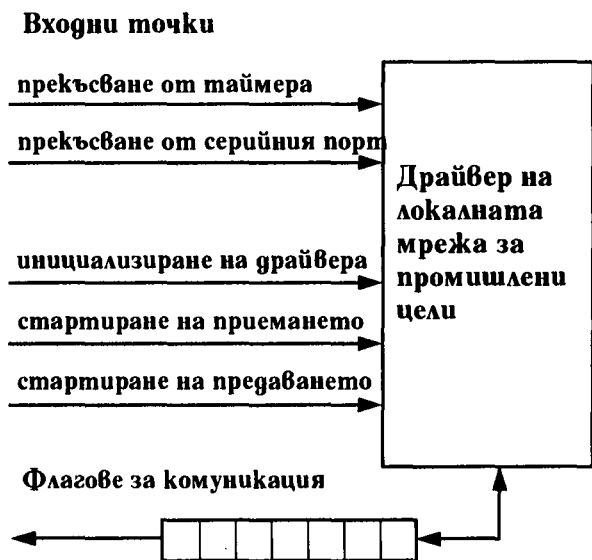 Входни точки
прекъсване от таймера
прекъсване от серийния порт
Драйвер на
локалната
мрежа за
промишлени
цели
инициализиране на драйвера
стартиране на приемането
стартиране на предаването
Флагове за комуникация